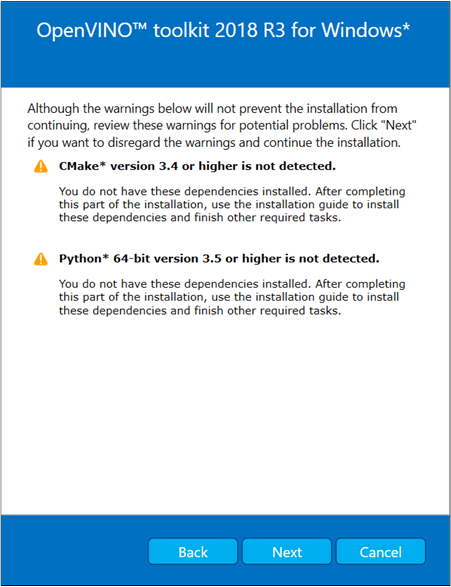 OpenVINO™ toolkit 2018 R3 for Windows*
Although the warnings below will not prevent the installation from
continuing, review these warnings for potential problems. Click "Next"
if you want to disregard the warnings and continue the installation.
CMake* version 3.4 or higher is not detected.
You do not have these dependencies installed. After completing
this part of the installation, use the installation guide to install
these dependencies and finish other required tasks.
Python* 64-bit version 3.5 or higher is not detected.
You do not have these dependencies installed. After completing
this part of the installation, use the installation guide to install
these dependencies and finish other required tasks.
Back
Next
Cancel